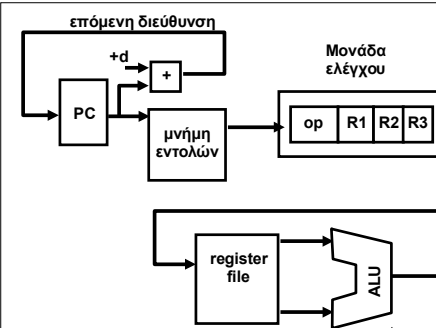 επόμενη διεύθυνση
+d
+
Μονάδα
ελέγχου
PC
μνήμη
εντολών
op R1 R2 R3
register
file
ALU